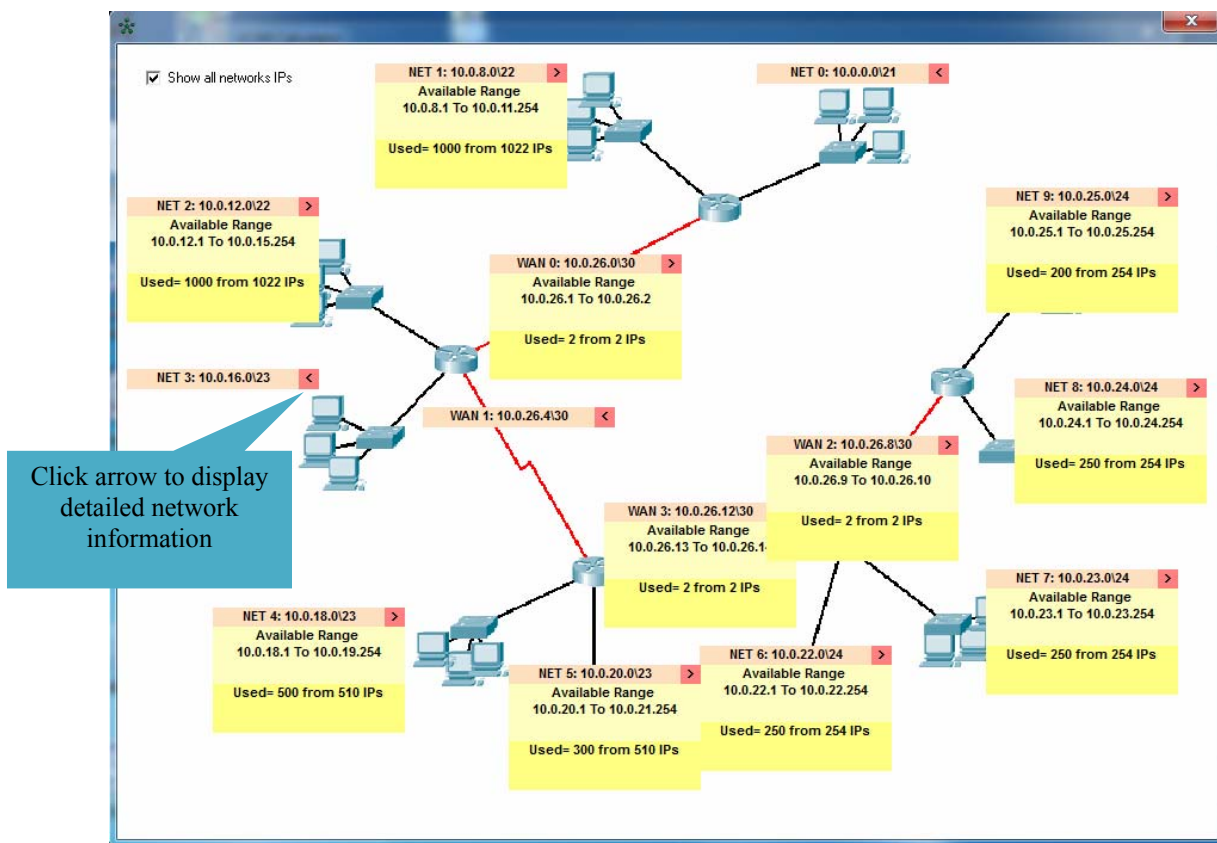 Show all networks IPs
NET 1: 10.0.8.0\22 >
Available Range
10.0.8.1 To 10.0.11.254
Used= 1000 from 1022 IPs
NET 0: 10.0.0.0\21 <
NET 2: 10.0.12.0\22 >
Available Range
10.0.12.1 To 10.0.15.254
Used= 1000 from 1022 IPs
NET 9: 10.0.25.0\24 >
Available Range
10.0.25.1 To 10.0.25.254
Used= 200 from 254 IPs
WAN 0: 10.0.26.0\30 >
Available Range
10.0.26.1 To 10.0.26.2
Used= 2 from 2 IPs
NET 3: 10.0.16.0\23 <
WAN 1: 10.0.26.4\30 <
NET 8: 10.0.24.0\24 >
Available Range
10.0.24.1 To 10.0.24.254
Used= 250 from 254 IPs
Click arrow to display
detailed network
information
WAN 2: 10.0.26.8\30 >
Available Range
10.0.26.9 To 10.0.26.10
Used= 2 from 2 IPs
WAN 3: 10.0.26.12\30
Available Range
10.0.26.13 To 10.0.26.1
Used= 2 from 2 IPs
NET 7: 10.0.23.0\24 >
Available Range
10.0.23.1 To 10.0.23.254
Used= 250 from 254 IPs
NET 4: 10.0.18.0\23 >
Available Range
10.0.18.1 To 10.0.19.254
Used= 500 from 510 IPs
NET 5: 10.0.20.0\23 >
Available Range
10.0.20.1 To 10.0.21.254
Used= 300 from 510 IPs
NET 6: 10.0.22.0\24 >
Available Range
10.0.22.1 To 10.0.22.254
Used= 250 from 254 IPs